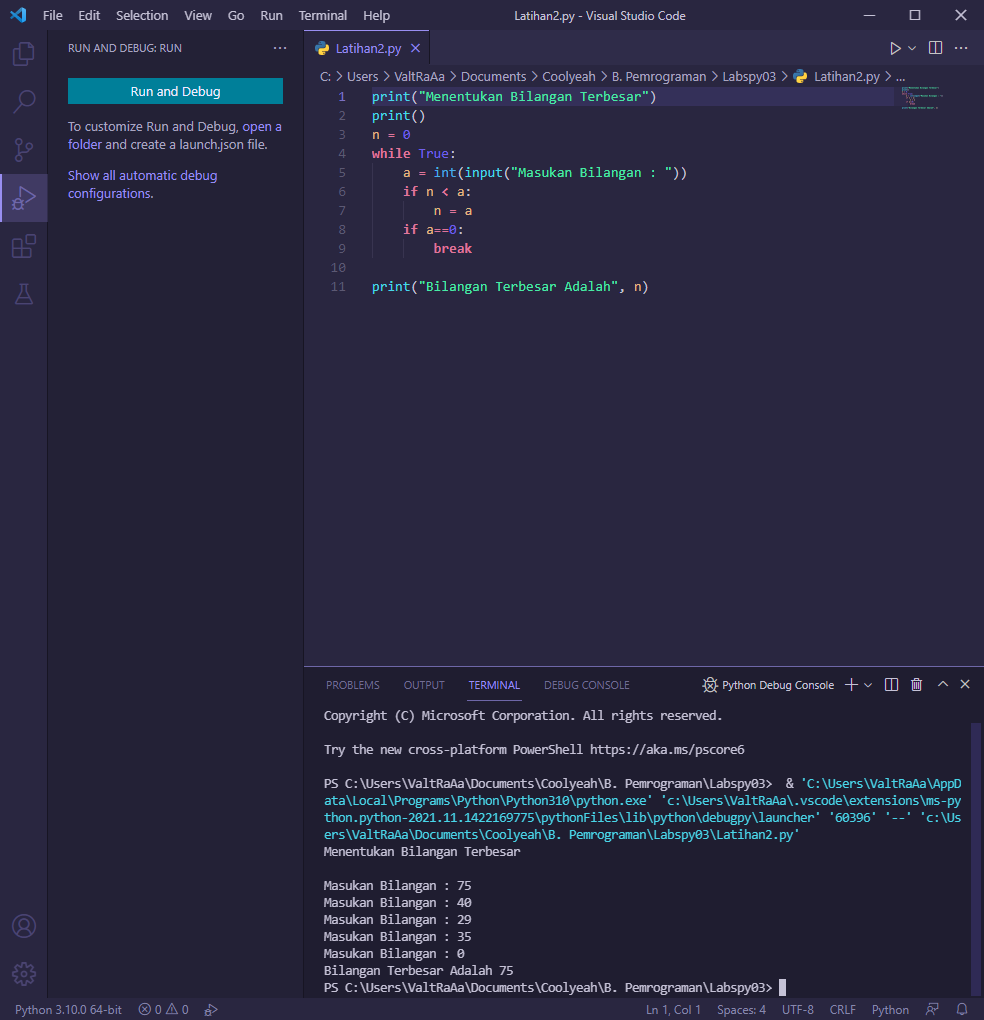 File Edit Selection View Go Run Terminal Help Latihan2.py - Visual Studio Code
RUN AND DEBUG: RUN ...
Run and Debug
To customize Run and Debug, open a
folder and create a launch.json file.
Show all automatic debug
configurations.
Latihan2.py
C: > Users > ValtRaAa > Documents > Coolyeah > B. Pemrograman > Labspy03 > Latihan2.py > ...
1 print("Menentukan Bilangan Terbesar")
2 print()
3 n = 0
4 while True:
5     a = int(input("Masukan Bilangan : "))
6     if n < a:
7         n = a
8     if a==0:
9         break
10
11 print("Bilangan Terbesar Adalah", n)
PROBLEMS OUTPUT TERMINAL DEBUG CONSOLE Python Debug Console
Copyright (C) Microsoft Corporation. All rights reserved.
Try the new cross-platform PowerShell https://aka.ms/pscore6
PS C:\Users\ValtRaAa\Documents\Coolyeah\B. Pemrograman\Labspy03>  & 'C:\Users\ValtRaAa\AppD
ata\Local\Programs\Python\Python310\python.exe' 'c:\Users\ValtRaAa\.vscode\extensions\ms-py
thon.python-2021.11.1422169775\pythonFiles\lib\python\debugpy\launcher' '60396' '--' 'c:\Us
ers\ValtRaAa\Documents\Coolyeah\B. Pemrograman\Labspy03\Latihan2.py'
Menentukan Bilangan Terbesar
Masukan Bilangan : 75
Masukan Bilangan : 40
Masukan Bilangan : 29
Masukan Bilangan : 35
Masukan Bilangan : 0
Bilangan Terbesar Adalah 75
PS C:\Users\ValtRaAa\Documents\Coolyeah\B. Pemrograman\Labspy03>
Python 3.10.0 64-bit 0 0 Ln 1, Col 1 Spaces: 4 UTF-8 CRLF Python